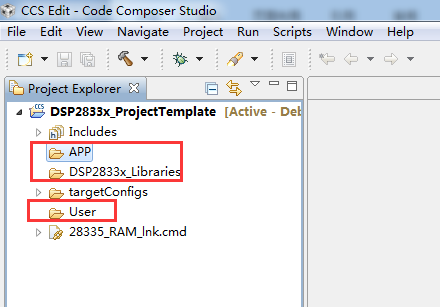 CCS Edit - Code Composer Studio
File Edit View Navigate Project Run Scripts Window
Project Explorer
DSP2833x_ProjectTemplate [Active - Deb
Includes
APP
DSP2833x_Libraries
targetConfigs
User
28335_RAM_lnk.cmd